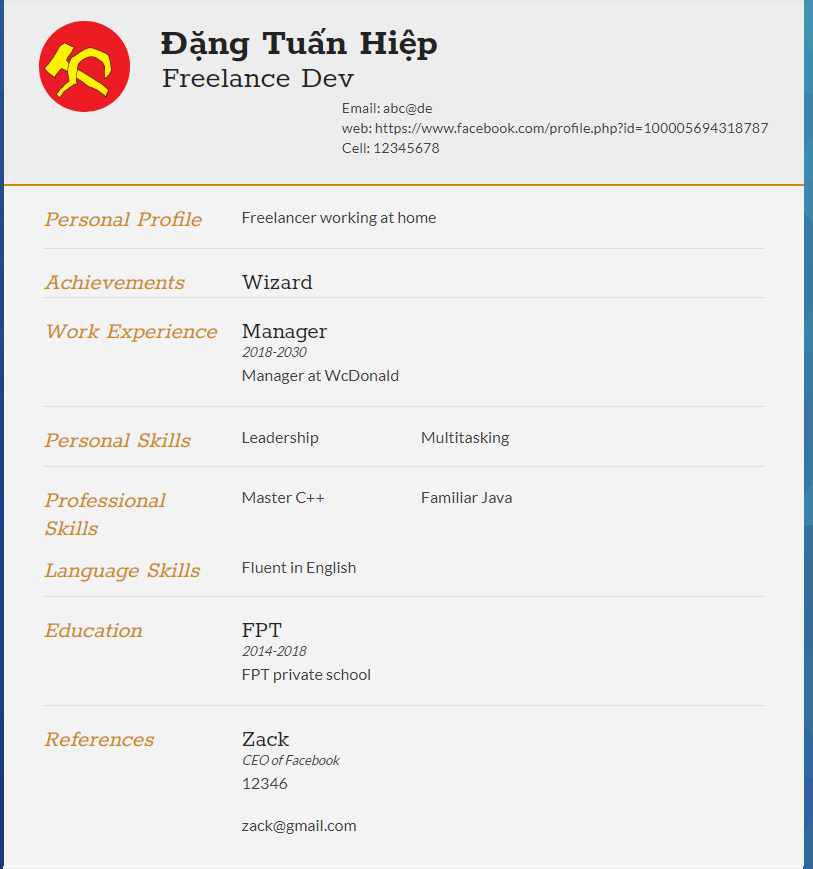 Đặng Tuấn Hiệp
Freelance Dev
Email: abc@de
web: https://www.facebook.com/profile.php?id=100005694318787
Cell: 12345678
Personal Profile
Freelancer working at home
Achievements
Wizard
Work Experience
Manager
2018-2030
Manager at WcDonald
Personal Skills
Leadership
Multitasking
Professional
Skills
Master C++
Familiar Java
Language Skills
Fluent in English
Education
FPT
2014-2018
FPT private school
References
Zack
CEO of Facebook
12346
zack@gmail.com